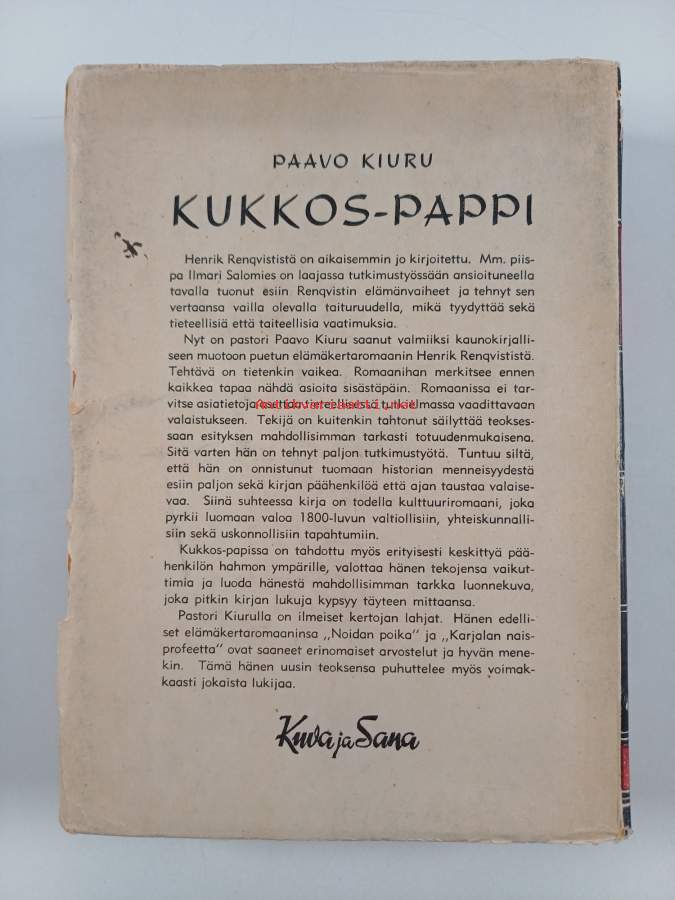 PAAVO KIURU
KUKKOS-PAPPI
Henrik Renqvististä on aikaisemmin jo kirjoitettu. Mm. piis-
pa Ilmari Salomies on laajassa tutkimustyössään ansioituneella
tavalla tuonut esiin Renqvistin elämänvaiheet ja tehnyt sen
vertaansa vailla olevalla taituruudella, mikä tyydyttää sekä
tieteellisiä että taiteellisia vaatimuksia.
Nyt on pastori Paavo Kiuru saanut valmiiksi kaunokirjalli-
seen muotoon puetun elämäkertaromaanin Henrik Renqvististä.
Tehtävä on tietenkin vaikea. Romaanihan merkitsee ennen
kaikkea tapaa nähdä asioita sisästäpäin. Romaanissa ei tar-
vitse asiatietoja tutkielmassa vaadittavaan
valaistukseen. Tekijä on kuitenkin tahtonut säilyttää teokses-
saan esityksen mahdollisimman tarkasti totuudenmukaisena.
Sitä varten hän on tehnyt paljon tutkimustyötä. Tuntuu siltä,
että hän on onnistunut tuomaan historian menneisyydestä
esiin paljon sekä kirjan päähenkilöä että ajan taustaa valaise-
vaa. Siinä suhteessa kirja on todella kulttuuriromaani, joka
pyrkii luomaan valoa 1800-luvun valtiollisiin, yhteiskunnalli-
siin sekä uskonnollisiin tapahtumiin.
Kukkos-papissa on tahdottu myös erityisesti keskittyä pää-
henkilön hahmon ympärille, valottaa hänen tekojensa vaikut-
timia ja luoda hänestä mahdollisimman tarkka luonnekuva,
joka pitkin kirjan lukuja kypsyy täyteen mittaansa.
Pastori Kiurulla on ilmeiset kertojan lahjat. Hänen edelli-
set elämäkertaromaaninsa „Noidan poika" ja „Karjalan nais-
profeetta" ovat saaneet erinomaiset arvostelut ja hyvän mene-
kin. Tämä hänen uusin teoksensa puhuttelee myös voimak-
kaasti jokaista lukijaa.
Kuva ja Sana